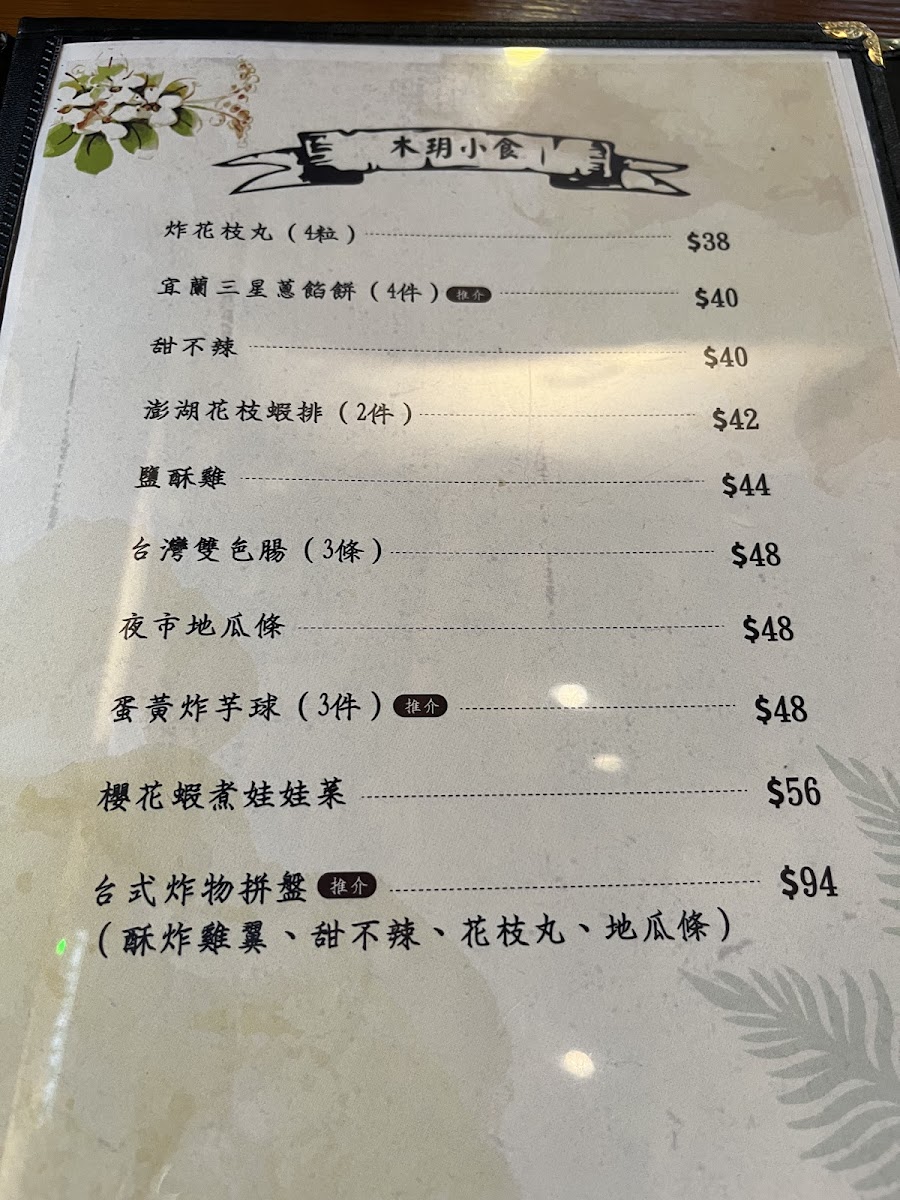 木玥小食
炸花枝丸（4粒） $38
宜蘭三星蔥餡餅（4件）推介 $40
甜不辣 $40
澎湖花枝蝦排（2件） $42
鹽酥雞 $44
台灣雙色腸（3條） $48
夜市地瓜條 $48
蛋黃炸芋球（3件）推介 $48
櫻花蝦煮娃娃菜 $56
台式炸物拼盤 推介 $94
（酥炸雞翼、甜不辣、花枝丸、地瓜條）